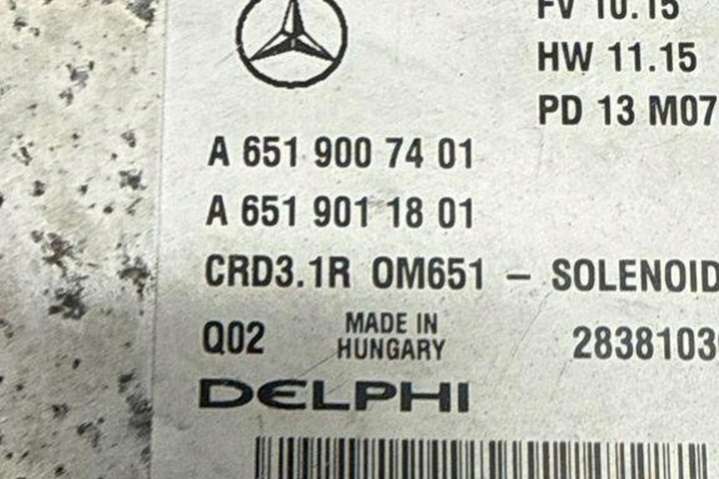 FV 10.15
HW 11.15
PD 13 M07
A 651 900 74 01
A 651 901 18 01
CRD3.1R OM651 – SOLENOID
Q02
MADE IN
HUNGARY
2838103
DELPHI